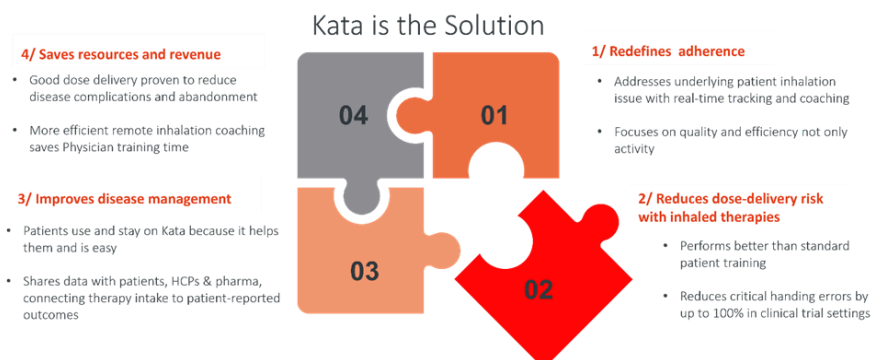 Kata is the Solution
4/ Saves resources and revenue
• Good dose delivery proven to reduce
disease complications and abandonment
• More efficient remote inhalation coaching
saves Physician training time
3/ Improves disease management
• Patients use and stay on Kata because it helps
them and is easy
• Shares data with patients, HCPs & pharma,
connecting therapy intake to patient-reported
outcomes
04
01
03
02
1/ Redefines adherence
• Addresses underlying patient inhalation
issue with real-time tracking and coaching
• Focuses on quality and efficiency not only
activity
2/ Reduces dose-delivery risk
with inhaled therapies
• Performs better than standard
patient training
• Reduces critical handing errors by
up to 100% in clinical trial settings